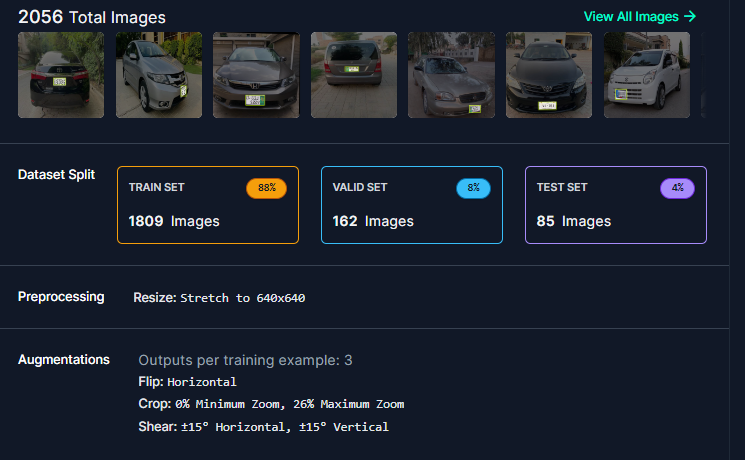 2056 Total Images
View All Images →
Dataset Split
TRAIN SET 88%
1809 Images
VALID SET 8%
162 Images
TEST SET 4%
85 Images
Preprocessing
Resize: Stretch to 640x640
Augmentations
Outputs per training example: 3
Flip: Horizontal
Crop: 0% Minimum Zoom, 26% Maximum Zoom
Shear: ±15° Horizontal, ±15° Vertical